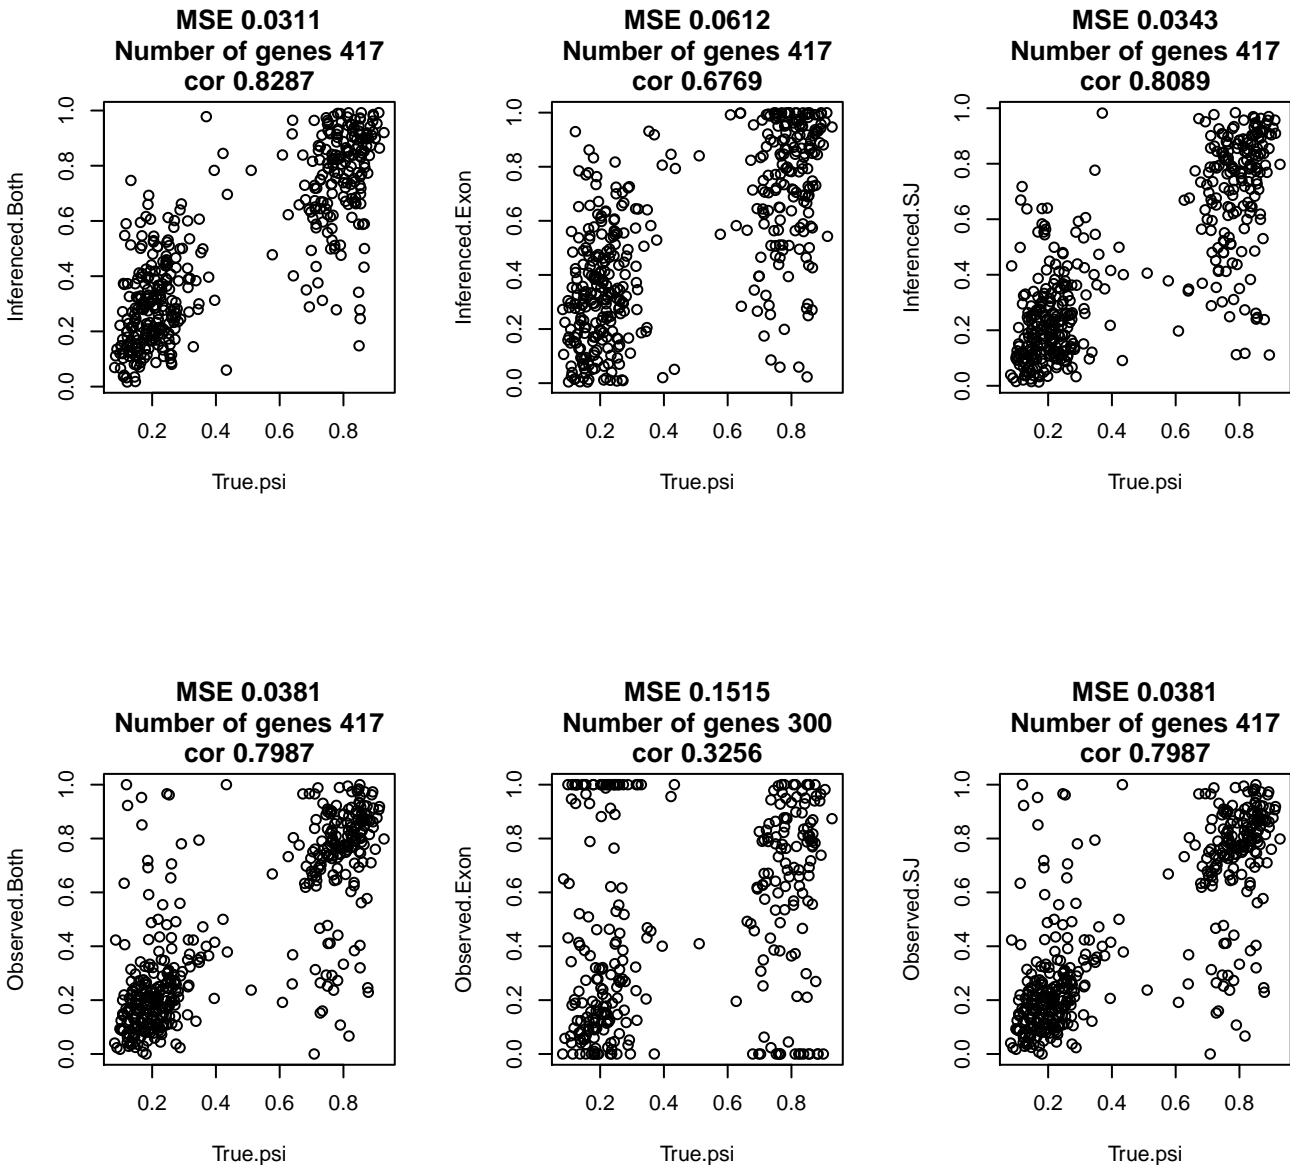 MSE 0.0311
Number of genes 417
cor 0.8287
Inferenced.Both
0.0 0.2 0.4 0.6 0.8 1.0
0.2 0.4 0.6 0.8
True.psi
MSE 0.0612
Number of genes 417
cor 0.6769
Inferenced.Exon
0.0 0.2 0.4 0.6 0.8 1.0
0.2 0.4 0.6 0.8
True.psi
MSE 0.0343
Number of genes 417
cor 0.8089
Inferenced.SJ
0.0 0.2 0.4 0.6 0.8 1.0
0.2 0.4 0.6 0.8
True.psi
MSE 0.0381
Number of genes 417
cor 0.7987
Observed.Both
0.0 0.2 0.4 0.6 0.8 1.0
0.2 0.4 0.6 0.8
True.psi
MSE 0.1515
Number of genes 300
cor 0.3256
Observed.Exon
0.0 0.2 0.4 0.6 0.8 1.0
0.2 0.4 0.6 0.8
True.psi
MSE 0.0381
Number of genes 417
cor 0.7987
Observed.SJ
0.0 0.2 0.4 0.6 0.8 1.0
0.2 0.4 0.6 0.8
True.psi